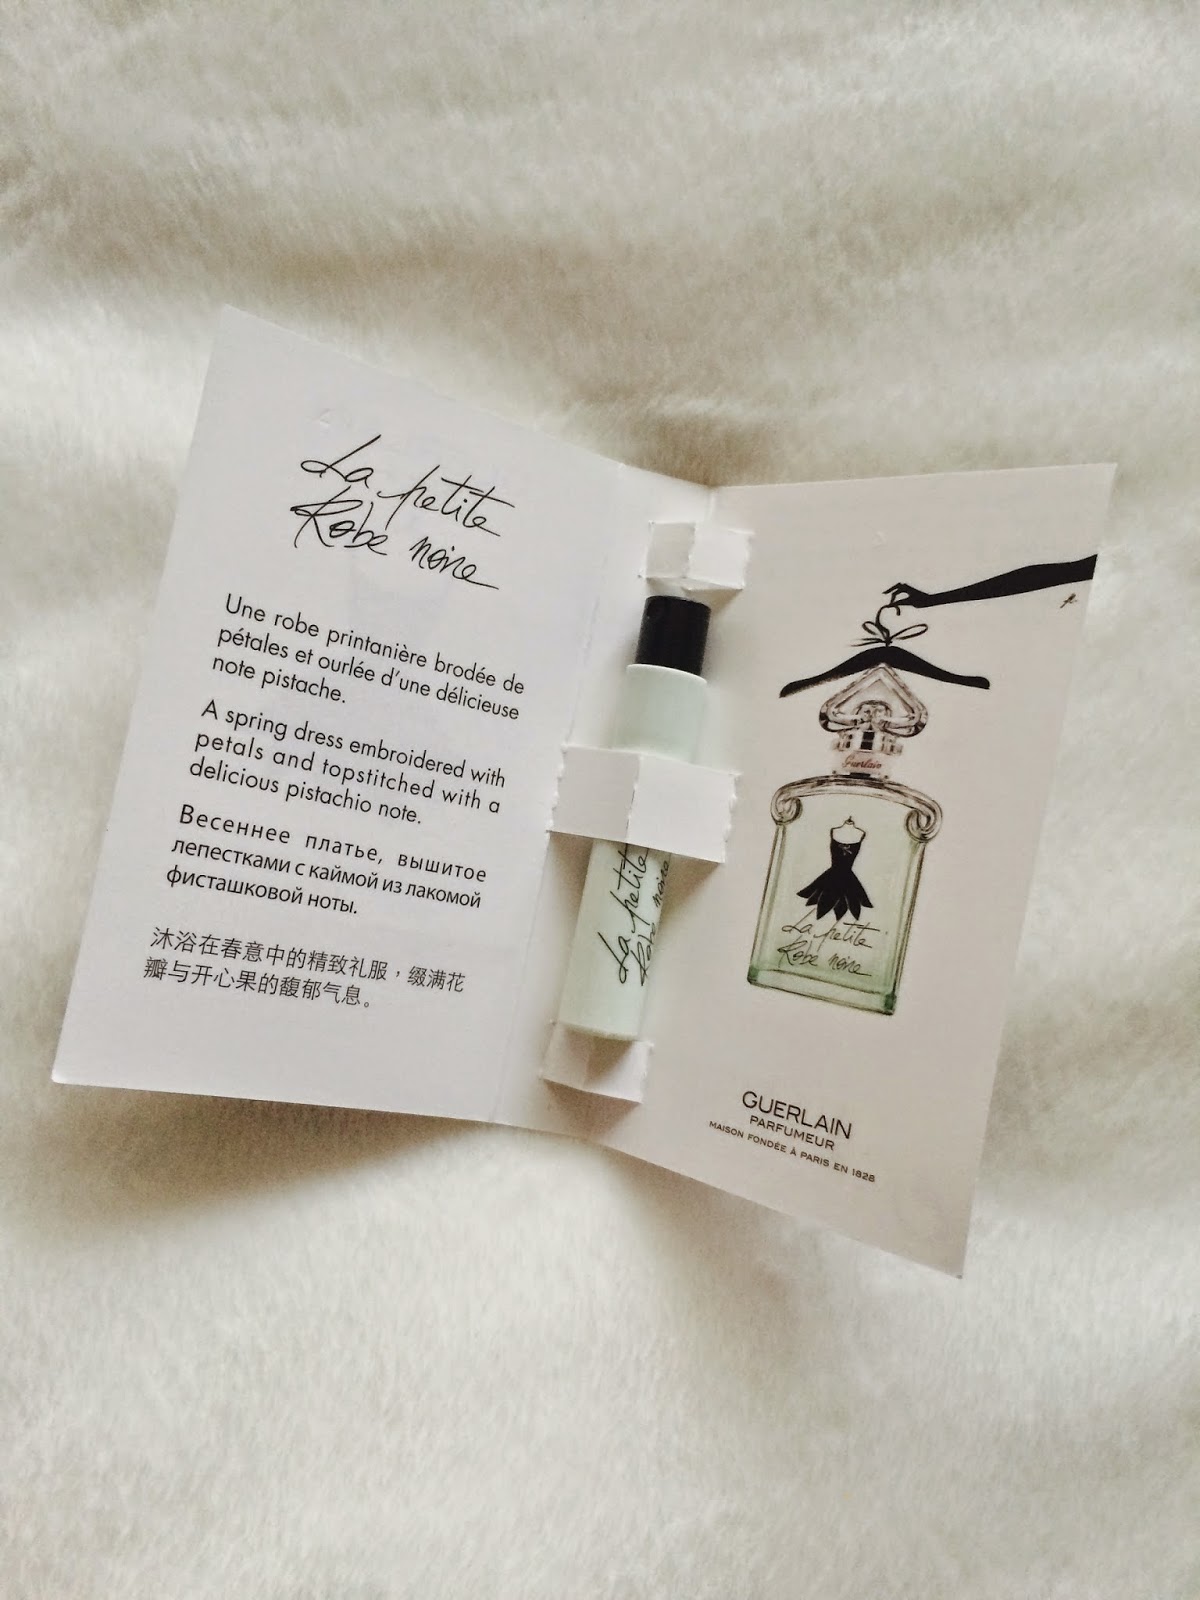 La petite
Robe noire
Une robe printanière brodée de
pétales et ourlée d'une délicieuse
note pistache.
A spring dress embroidered with
petals and topstitched with a
delicious pistachio note.
Весеннее платье, вышитое
лепестками с каймой из лакомой
фисташковой ноты.
沐浴在春意中的精致礼服，缀满花
瓣与开心果的馥郁气息。
La petite
Robe noire
Guerlain
La petite
Robe noire
GUERLAIN
PARFUMEUR
MAISON FONDÉE À PARIS EN 1828